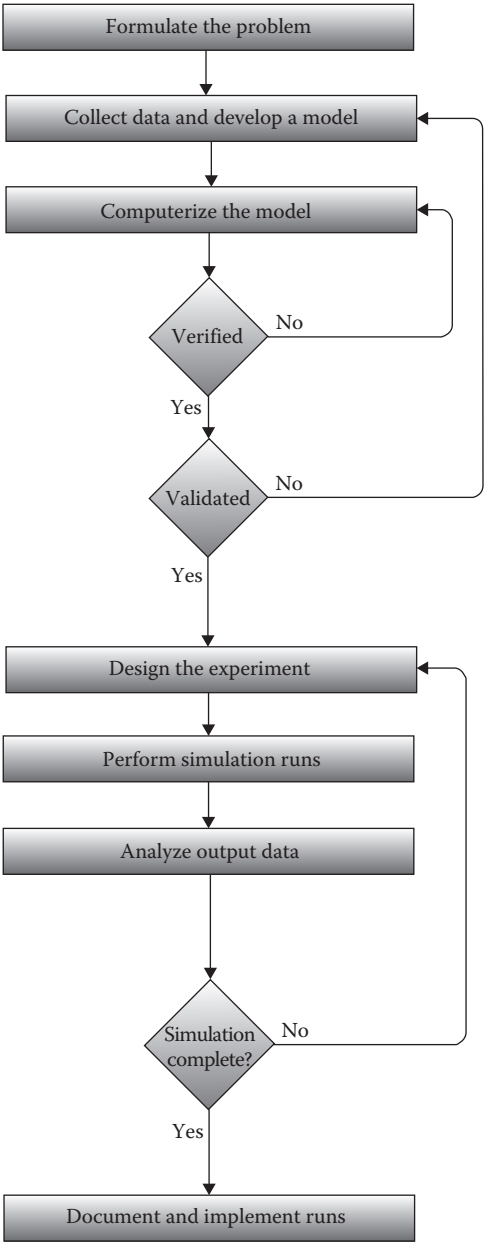 Formulate the problem
Collect data and develop a model
Computerize the model
Verified
No
Yes
Validated
No
Yes
Design the experiment
Perform simulation runs
Analyze output data
Simulation
complete?
No
Yes
Document and implement runs